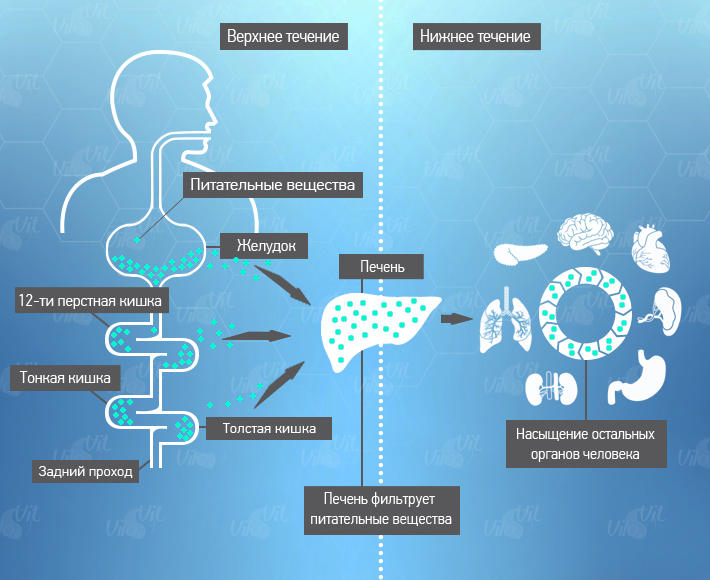 Верхнее течение
Нижнее течение
Питательные вещества
Желудок
Печень
12-ти перстная кишка
Тонкая кишка
Толстая кишка
Насыщение остальных
органов человека
Задний проход
Печень фильтрует
питательные вещества